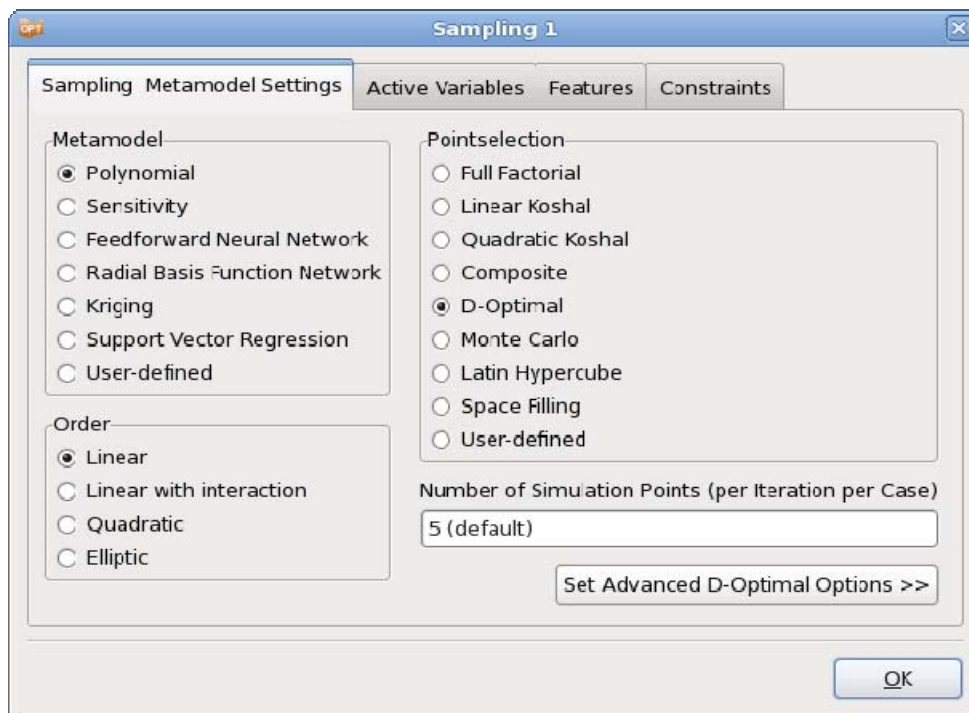 OPT
Sampling 1
Sampling Metamodel Settings
Active Variables
Features
Constraints
Metamodel
Polynomial
Sensitivity
Feedforward Neural Network
Radial Basis Function Network
Kriging
Support Vector Regression
User-defined
Order
Linear
Linear with interaction
Quadratic
Elliptic
Pointselection
Full Factorial
Linear Koshal
Quadratic Koshal
Composite
D-Optimal
Monte Carlo
Latin Hypercube
Space Filling
User-defined
Number of Simulation Points (per Iteration per Case)
5 (default)
Set Advanced D-Optimal Options >>
OK